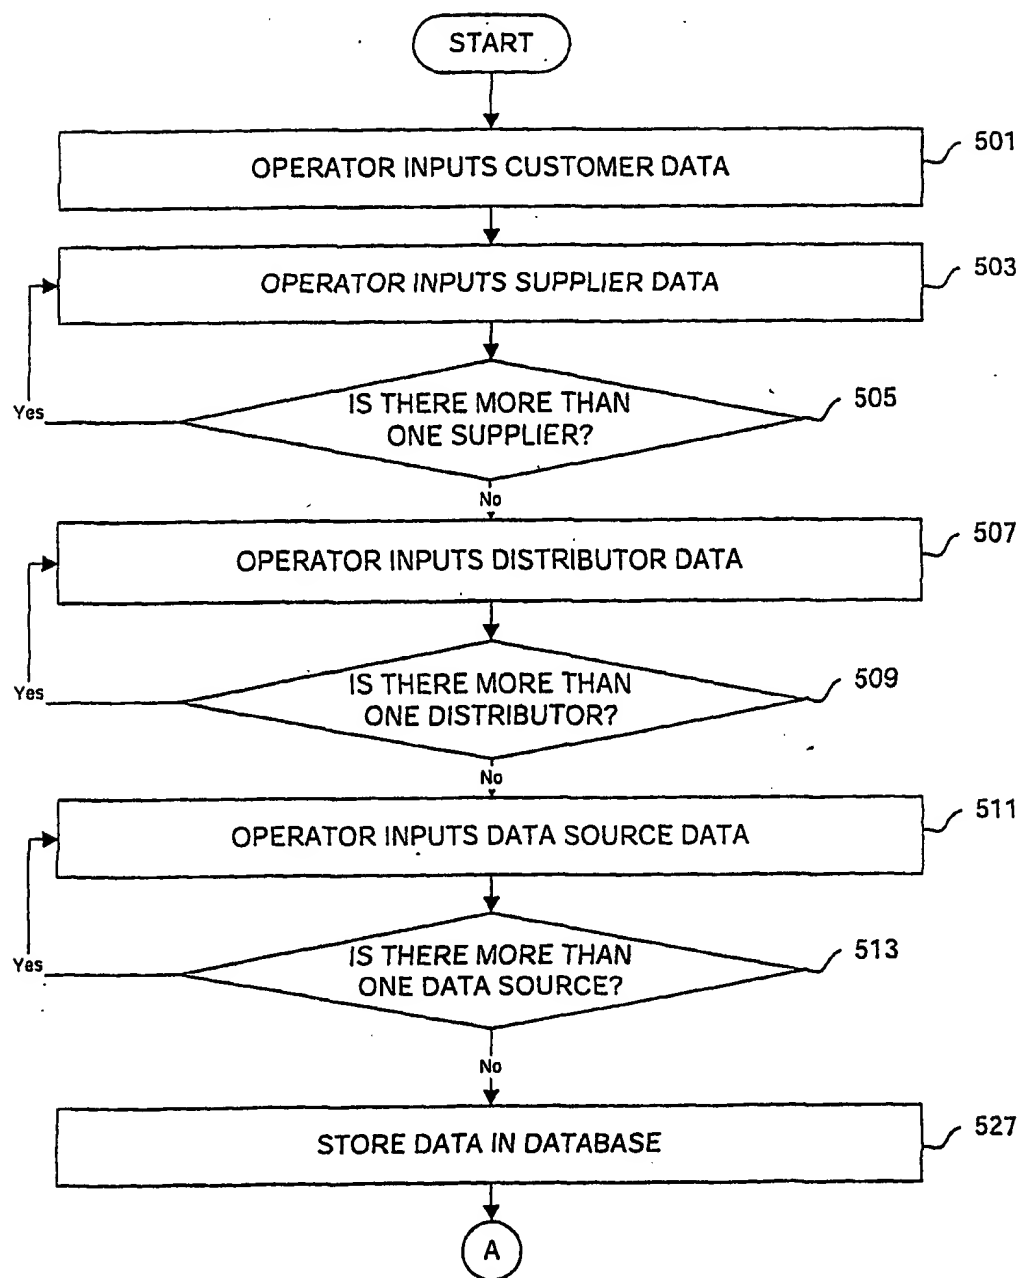 START
OPERATOR INPUTS CUSTOMER DATA
501
OPERATOR INPUTS SUPPLIER DATA
503
IS THERE MORE THAN
ONE SUPPLIER?
505
Yes
No
OPERATOR INPUTS DISTRIBUTOR DATA
507
IS THERE MORE THAN
ONE DISTRIBUTOR?
509
Yes
No
OPERATOR INPUTS DATA SOURCE DATA
511
IS THERE MORE THAN
ONE DATA SOURCE?
513
Yes
No
STORE DATA IN DATABASE
527
A